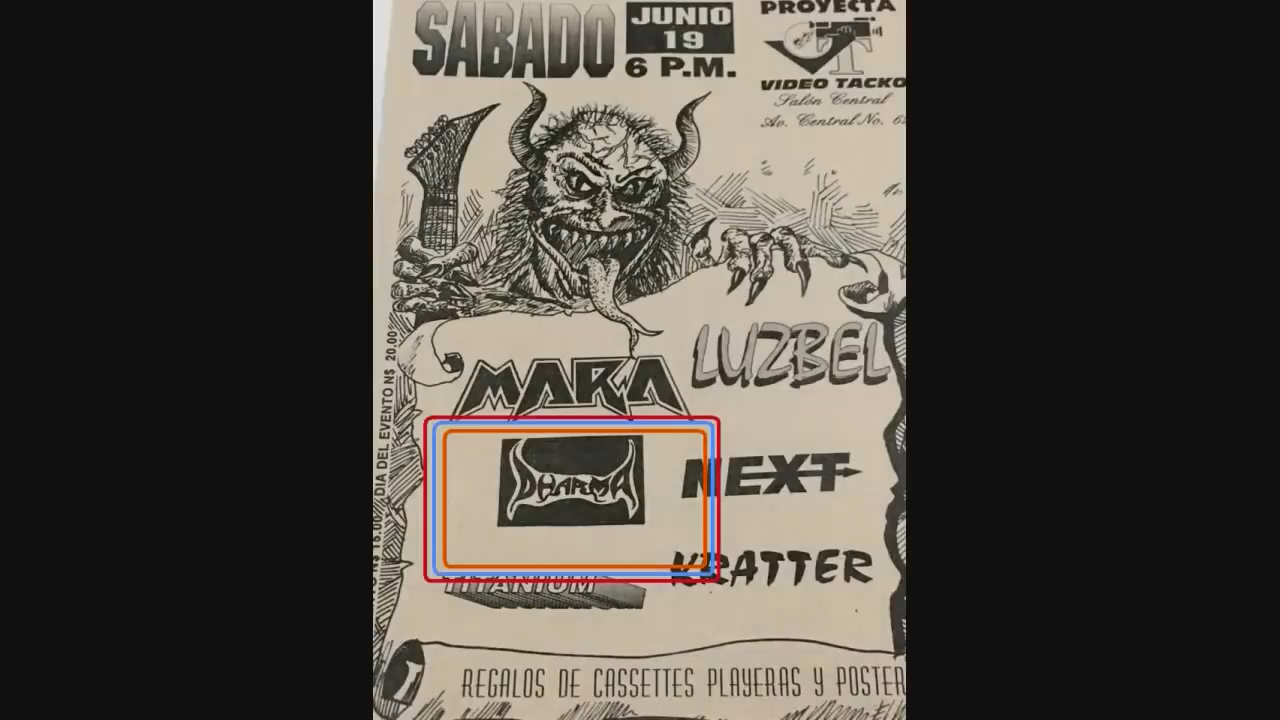 SABADO
JUNIO
19
6 P.M.
PROYECTA
VIDEO TACKO
Salón Central
Av. Central No.
DIA DEL EVENTO N$ 20.00
MARA
LUZBEL
DHARMA
NEXT
TITANIUM
KRATTER
REGALOS DE CASSETTES PLAYERAS Y POSTER